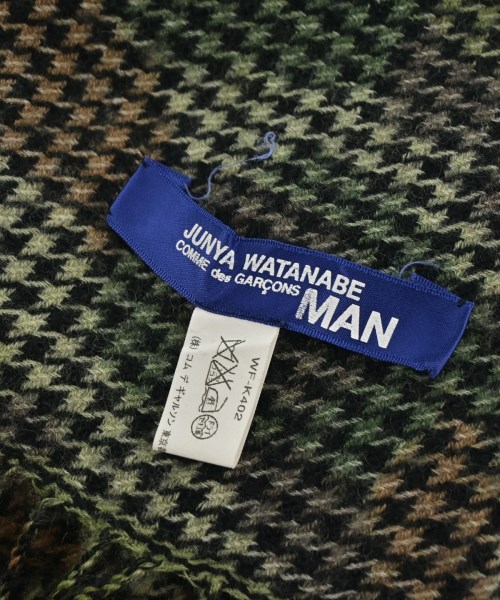 JUNYA WATANABE
COMME des GARÇONS
MAN
WF-K402
(株)コム デ ギャルソン 東京都